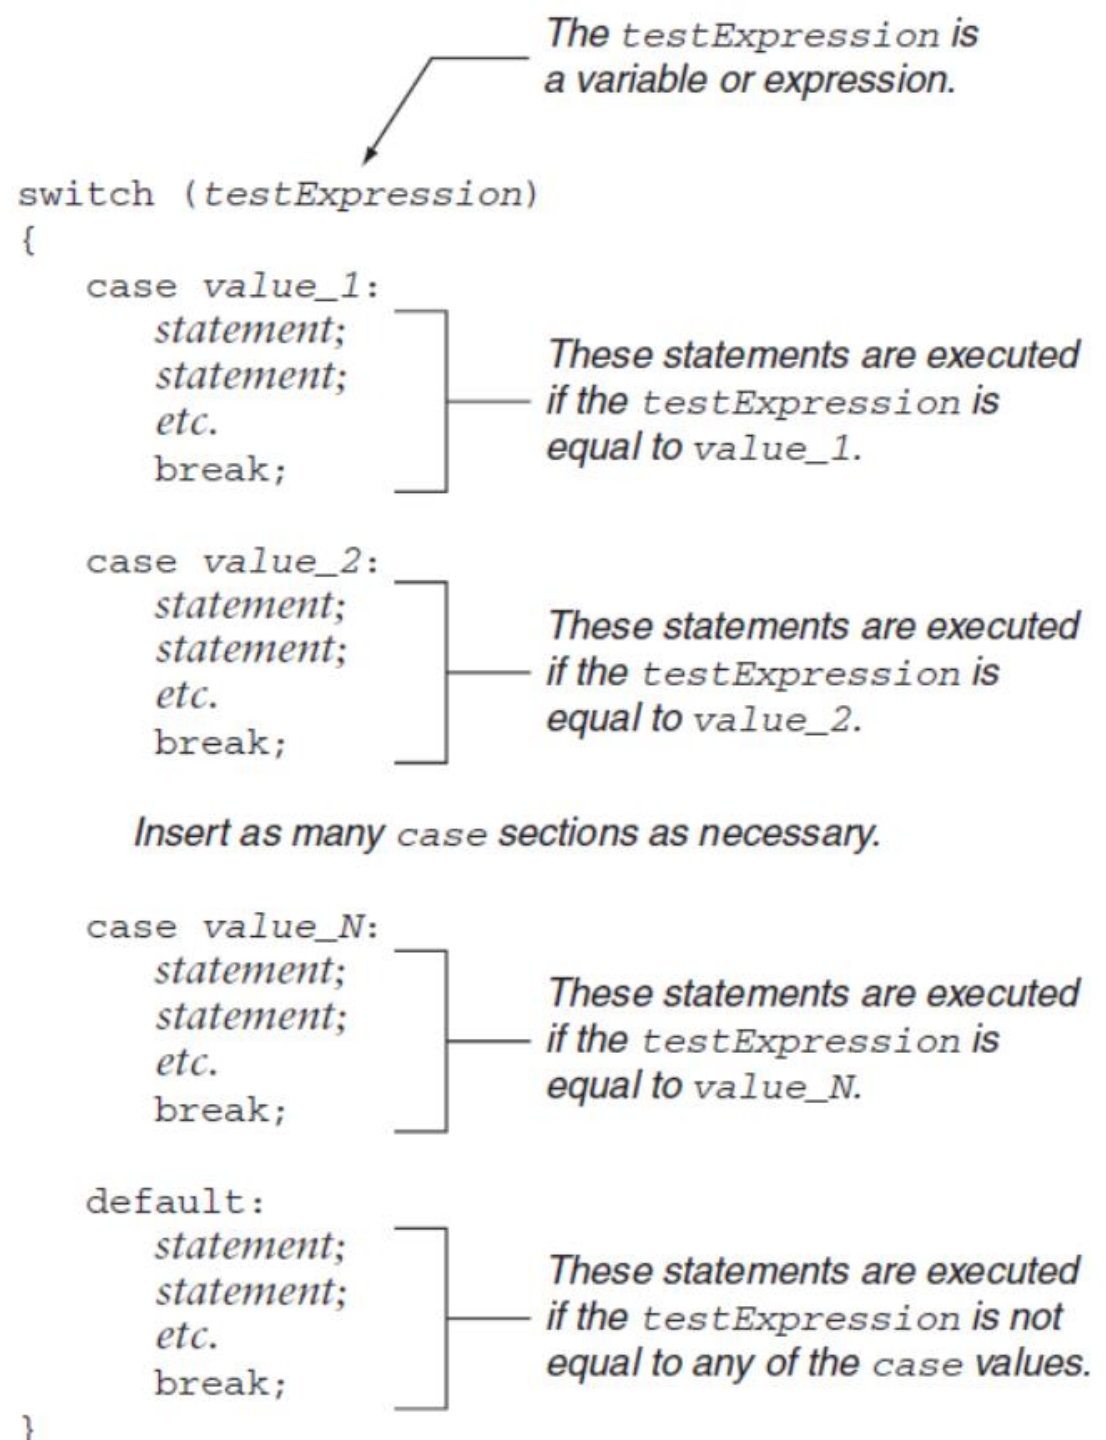 The testExpression is
a variable or expression.
switch (testExpression)
{
case value_1:
statement;
statement;
etc.
break;
These statements are executed
if the testExpression is
equal to value_1.
case value_2:
statement;
statement;
etc.
break;
These statements are executed
if the testExpression is
equal to value_2.
Insert as many case sections as necessary.
case value_N:
statement;
statement;
etc.
break;
These statements are executed
if the testExpression is
equal to value_N.
default:
statement;
statement;
etc.
break;
These statements are executed
if the testExpression is not
equal to any of the case values.
}